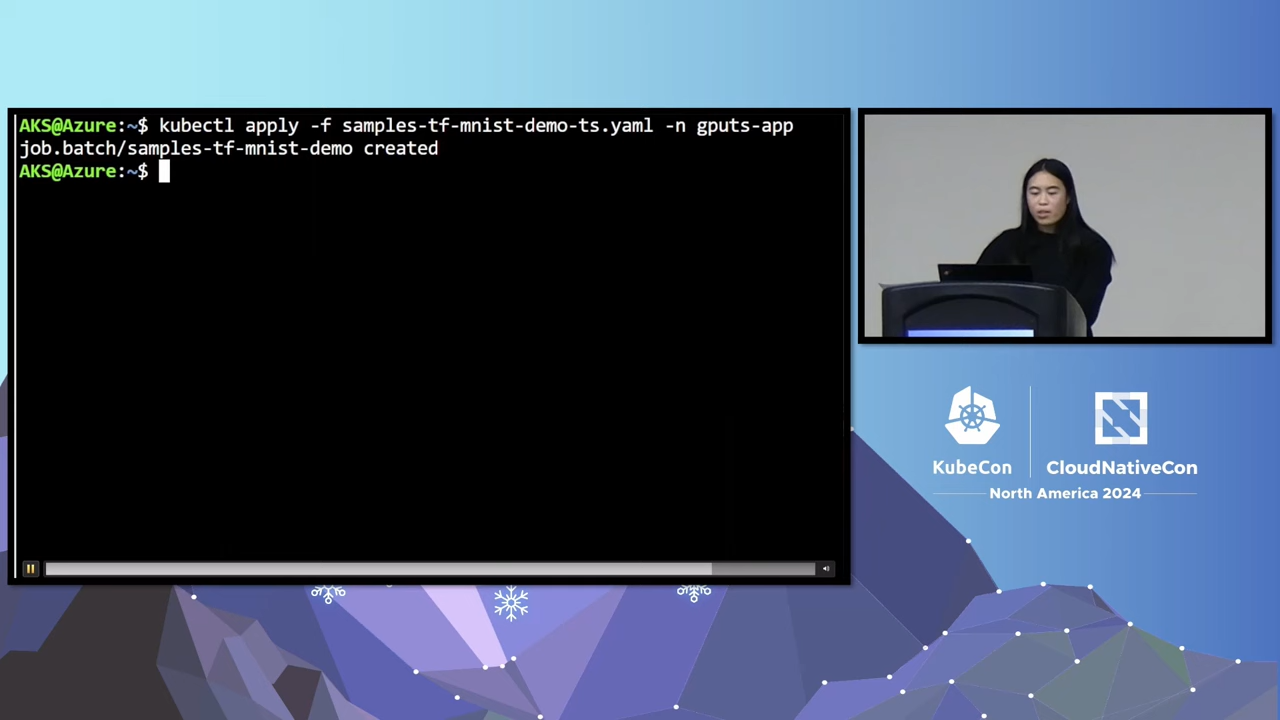 AKS@Azure:~$ kubectl apply -f samples-tf-mnist-demo-ts.yaml -n gputs-app
job.batch/samples-tf-mnist-demo created
AKS@Azure:~$
KubeCon
CloudNativeCon
North America 2024